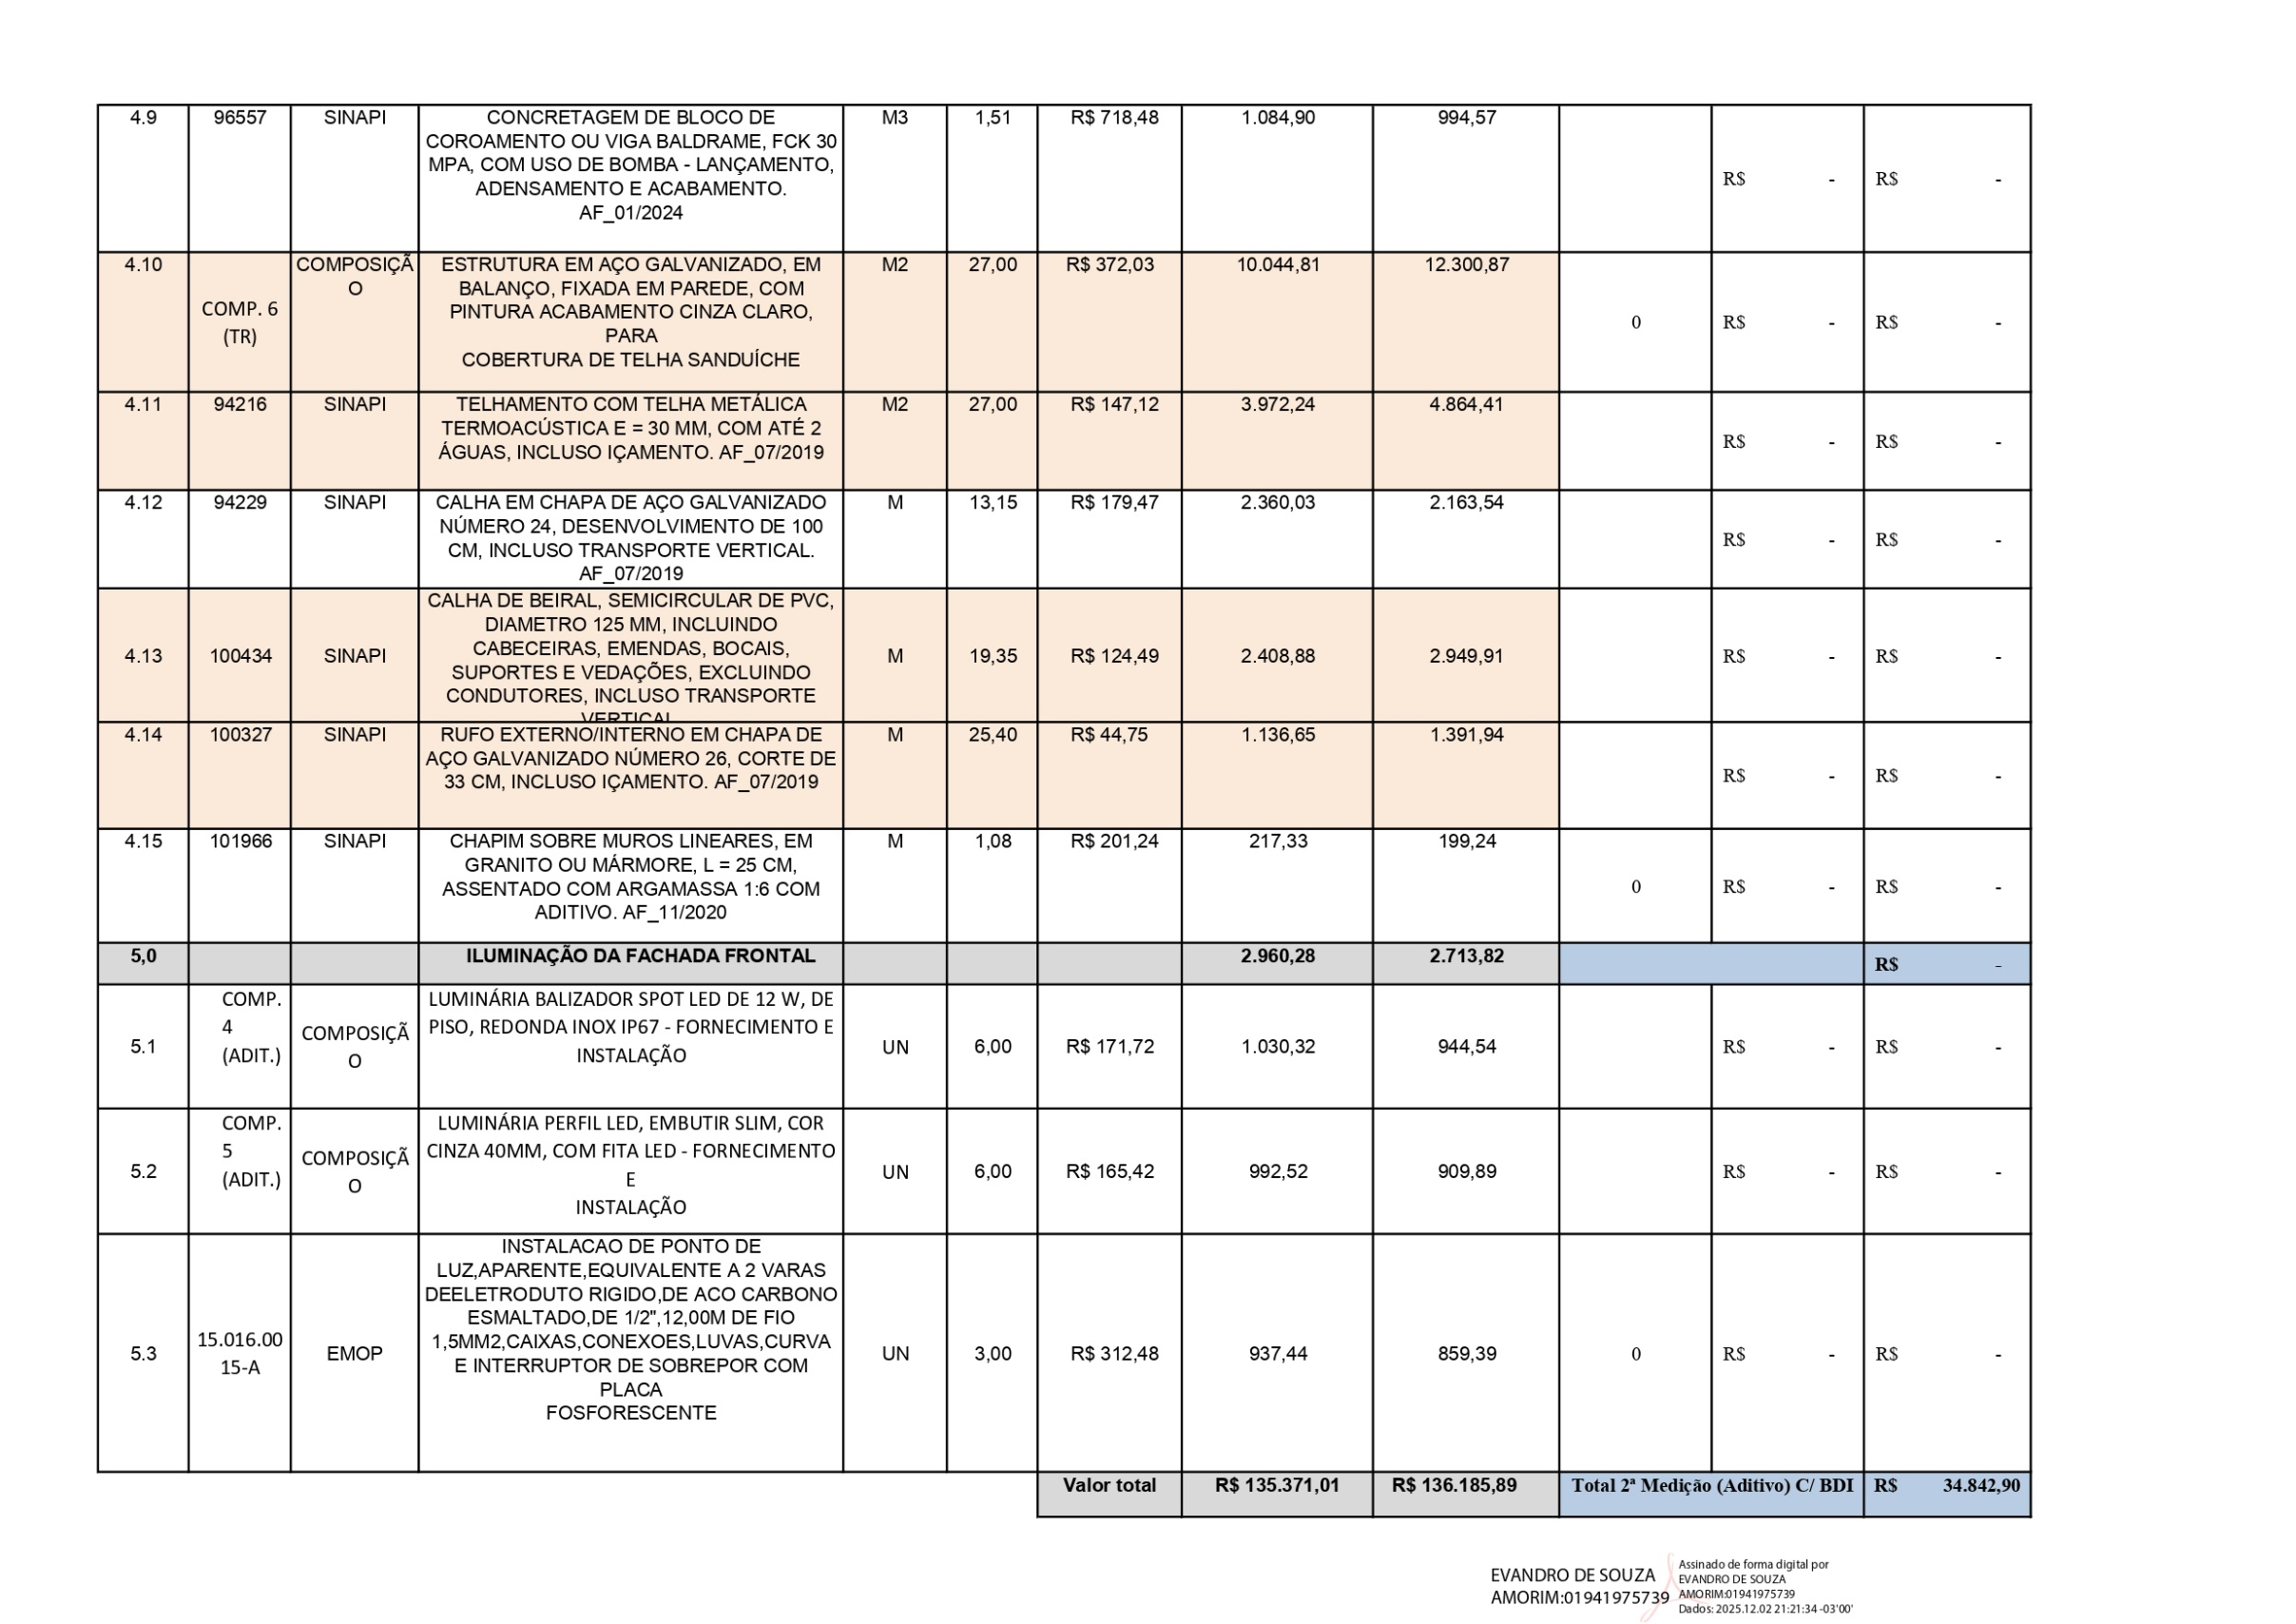 4.9 96557 SINAPI CONCRETAGEM DE BLOCO DE M3 1,51 R$ 718,48 1.084,90 994,57
COROAMENTO OU VIGA BALDRAME, FCK 30
MPA, COM USO DE BOMBA - LANÇAMENTO,
R$ - R$ -
ADENSAMENTO E ACABAMENTO.
AF_01/2024
4.10 COMPOSIÇÃ ESTRUTURA EM AÇO GALVANIZADO, EM M2 27,00 R$ 372,03 10.044,81 12.300,87
O BALANÇO, FIXADA EM PAREDE, COM
COMP. 6 PINTURA ACABAMENTO CINZA CLARO,
0 R$ - R$ -
(TR) PARA
COBERTURA DE TELHA SANDUÍCHE
4.11 94216 SINAPI TELHAMENTO COM TELHA METÁLICA M2 27,00 R$ 147,12 3.972,24 4.864,41
TERMOACÚSTICA E = 30 MM, COM ATÉ 2
R$ - R$ -
ÁGUAS, INCLUSO IÇAMENTO. AF_07/2019
4.12 94229 SINAPI CALHA EM CHAPA DE AÇO GALVANIZADO M 13,15 R$ 179,47 2.360,03 2.163,54
NÚMERO 24, DESENVOLVIMENTO DE 100
R$ - R$ -
CM, INCLUSO TRANSPORTE VERTICAL.
AF_07/2019
CALHA DE BEIRAL, SEMICIRCULAR DE PVC,
DIAMETRO 125 MM, INCLUINDO
CABECEIRAS, EMENDAS, BOCAIS,
4.13 100434 SINAPI M 19,35 R$ 124,49 2.408,88 2.949,91 R$ - R$ -
SUPORTES E VEDAÇÕES, EXCLUINDO
CONDUTORES, INCLUSO TRANSPORTE
VERTICAL
4.14 100327 SINAPI RUFO EXTERNO/INTERNO EM CHAPA DE M 25,40 R$ 44,75 1.136,65 1.391,94
AÇO GALVANIZADO NÚMERO 26, CORTE DE
R$ - R$ -
33 CM, INCLUSO IÇAMENTO. AF_07/2019
4.15 101966 SINAPI CHAPIM SOBRE MUROS LINEARES, EM M 1,08 R$ 201,24 217,33 199,24
GRANITO OU MÁRMORE, L = 25 CM,
ASSENTADO COM ARGAMASSA 1:6 COM
0 R$ - R$ -
ADITIVO. AF_11/2020
5,0 ILUMINAÇÃO DA FACHADA FRONTAL 2.960,28 2.713,82 R$ -
COMP. LUMINÁRIA BALIZADOR SPOT LED DE 12 W, DE
4 COMPOSIÇÃ PISO, REDONDA INOX IP67 - FORNECIMENTO E
5.1 UN 6,00 R$ 171,72 1.030,32 944,54 R$ - R$ -
(ADIT.) O INSTALAÇÃO
COMP. LUMINÁRIA PERFIL LED, EMBUTIR SLIM, COR
5 COMPOSIÇÃ CINZA 40MM, COM FITA LED - FORNECIMENTO
5.2 UN 6,00 R$ 165,42 992,52 909,89 R$ - R$ -
(ADIT.) O E
INSTALAÇÃO
INSTALACAO DE PONTO DE
LUZ,APARENTE,EQUIVALENTE A 2 VARAS
DEELETRODUTO RIGIDO,DE ACO CARBONO
ESMALTADO,DE 1/2",12,00M DE FIO
15.016.00 1,5MM2,CAIXAS,CONEXOES,LUVAS,CURVA
5.3 EMOP UN 3,00 R$ 312,48 937,44 859,39 0 R$ - R$ -
15-A E INTERRUPTOR DE SOBREPOR COM
PLACA
FOSFORESCENTE
Valor total R$ 135.371,01 R$ 136.185,89 Total 2ª Medição (Aditivo) C/ BDI R$ 34.842,90
EVANDRO DE SOUZA
AMORIM:01941975739
Assinado de forma digital por
EVANDRO DE SOUZA
AMORIM:01941975739
Dados: 2025.12.02 21:21:34 -03'00'